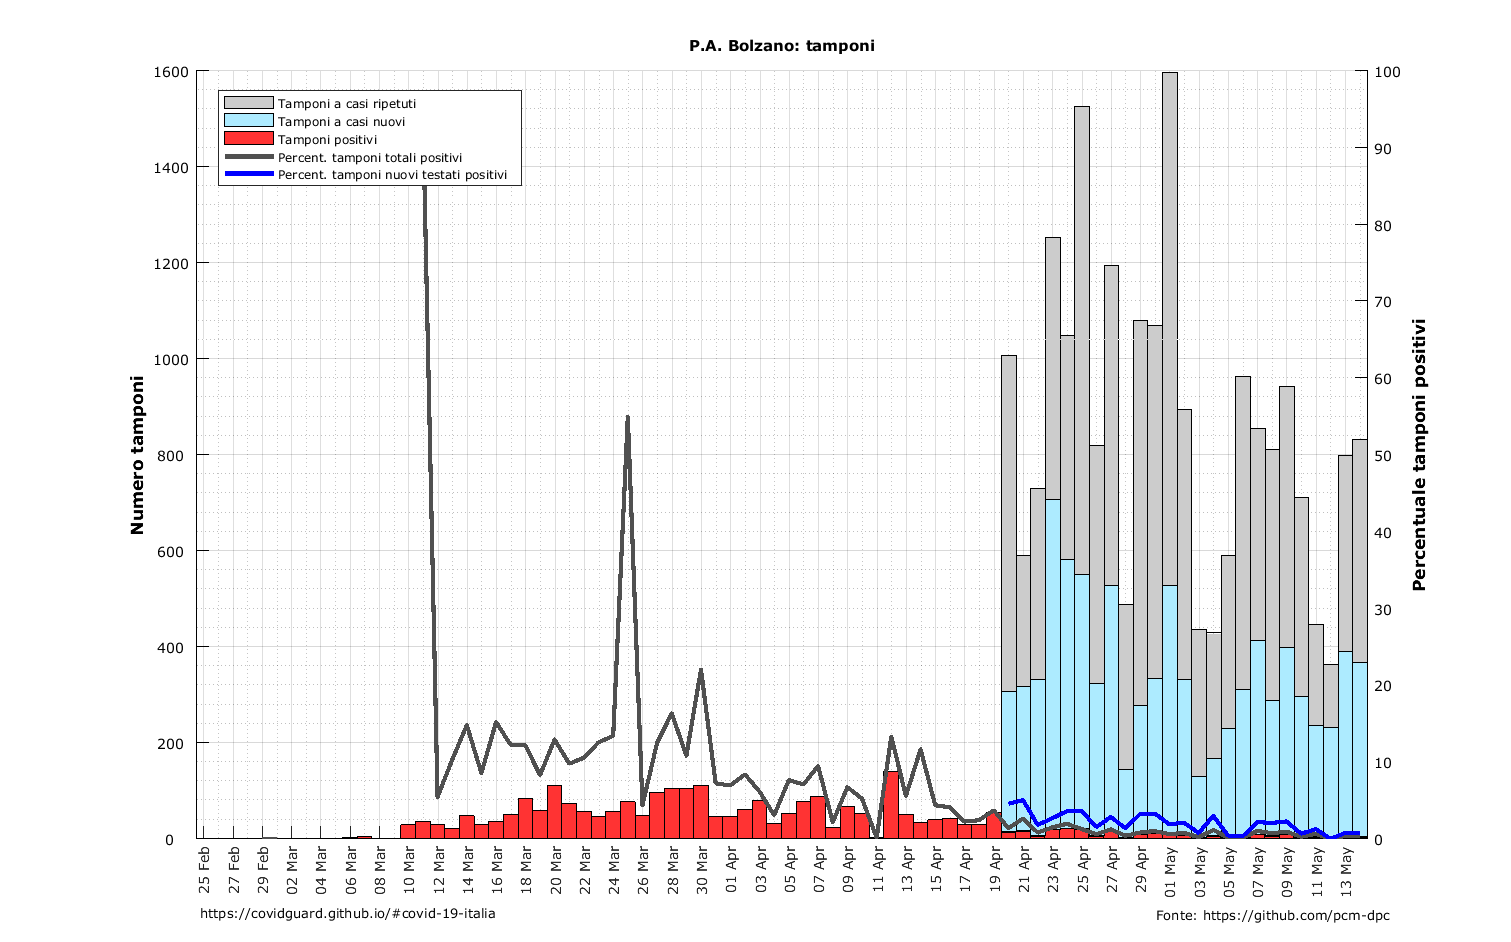 P.A. Bolzano: tamponi
Tamponi a casi ripetuti
Tamponi a casi nuovi
Tamponi positivi
Percent. tamponi totali positivi
Percent. tamponi nuovi testati positivi
Numero tamponi
1600
1400
1200
1000
800
600
400
200
0
100
90
80
70
60
50
40
30
20
10
0
Percentuale tamponi positivi
25 Feb
27 Feb
29 Feb
02 Mar
04 Mar
06 Mar
08 Mar
10 Mar
12 Mar
14 Mar
16 Mar
18 Mar
20 Mar
22 Mar
24 Mar
26 Mar
28 Mar
30 Mar
01 Apr
03 Apr
05 Apr
07 Apr
09 Apr
11 Apr
13 Apr
15 Apr
17 Apr
19 Apr
21 Apr
23 Apr
25 Apr
27 Apr
29 Apr
01 May
03 May
05 May
07 May
09 May
11 May
13 May
https://covidguard.github.io/#covid-19-italia
Fonte: https://github.com/pcm-dpc